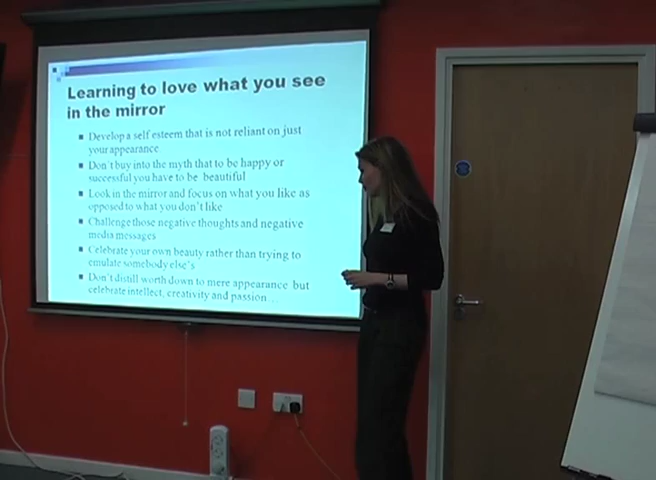 Learning to love what you see
in the mirror
Develop a self esteem that is not reliant on just
your appearance
Don't buy into the myth that to be happy or
successful you have to be beautiful
Look in the mirror and focus on what you like as
opposed to what you don't like
Challenge those negative thoughts and negative
media messages
Celebrate your own beauty rather than trying to
emulate somebody else's
Don't distill worth down to mere appearance but
celebrate intellect, creativity and passion...